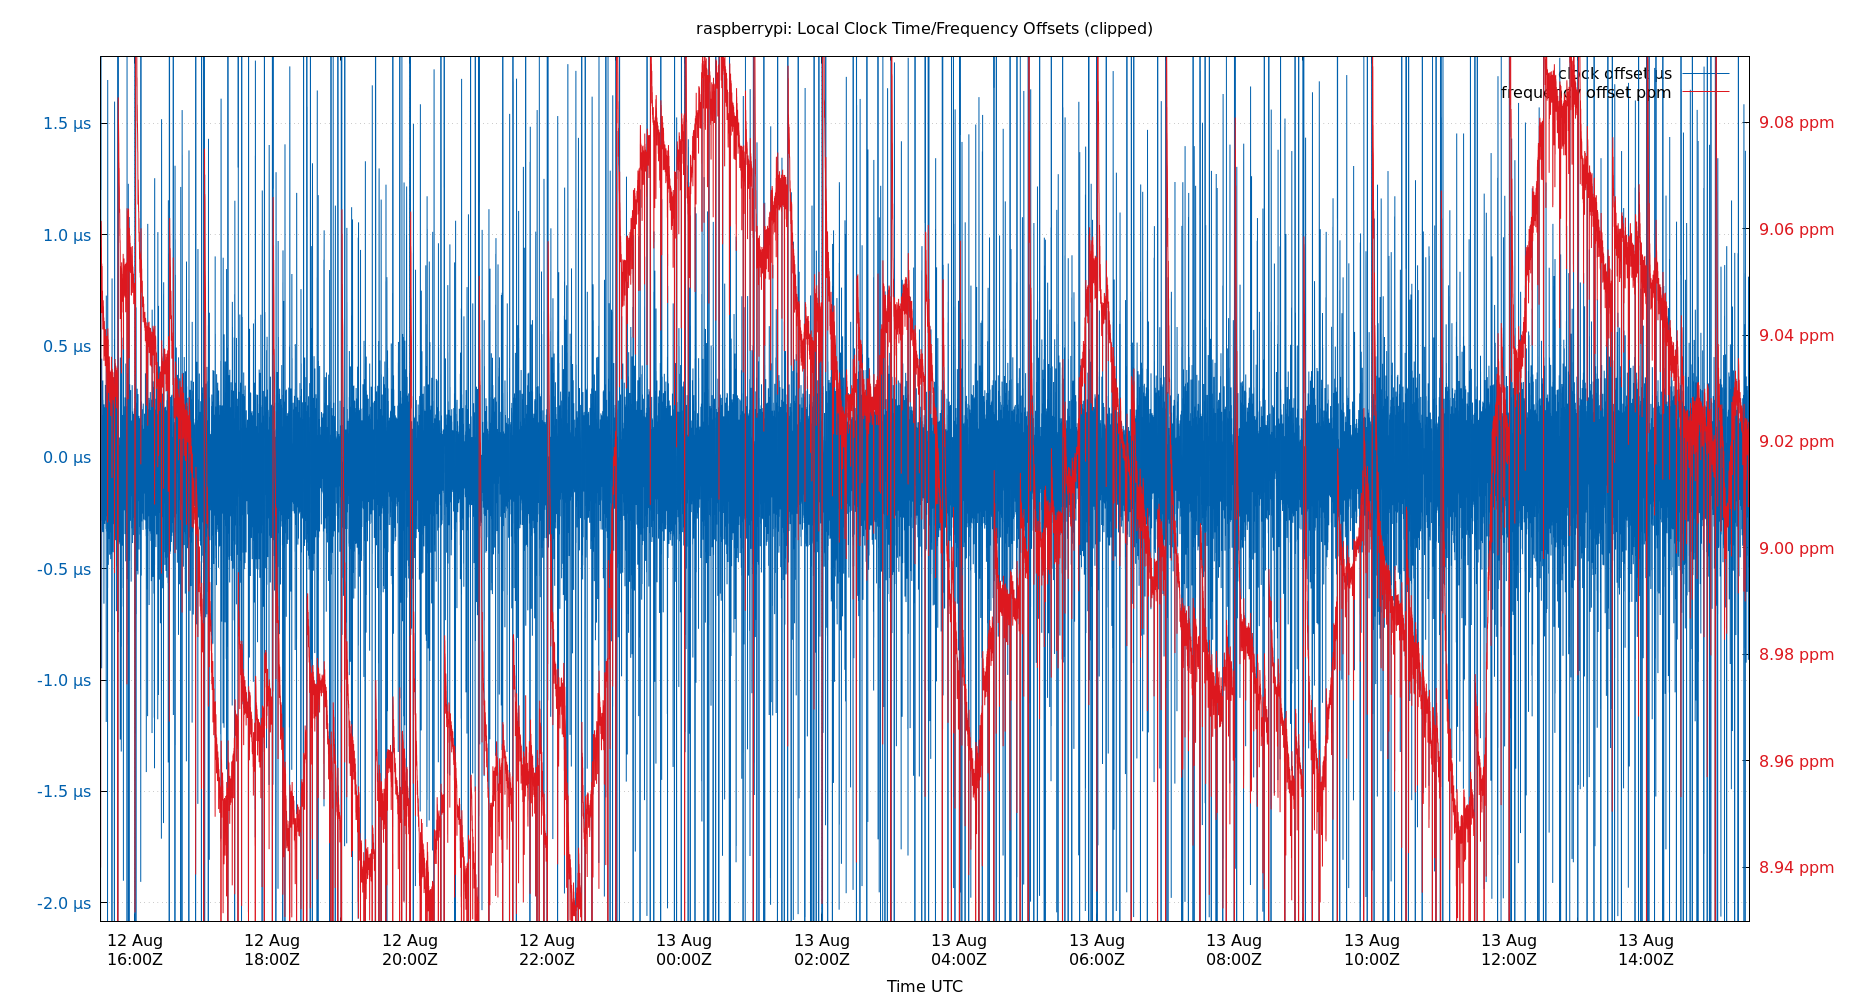 raspberrypi: Local Clock Time/Frequency Offsets (clipped)
clock offset µs
frequency offset ppm
1.5 µs
1.0 µs
0.5 µs
0.0 µs
-0.5 µs
-1.0 µs
-1.5 µs
-2.0 µs
9.08 ppm
9.06 ppm
9.04 ppm
9.02 ppm
9.00 ppm
8.98 ppm
8.96 ppm
8.94 ppm
12 Aug 12 Aug 12 Aug 12 Aug 13 Aug 13 Aug 13 Aug 13 Aug 13 Aug 13 Aug 13 Aug 13 Aug
16:00Z 18:00Z 20:00Z 22:00Z 00:00Z 02:00Z 04:00Z 06:00Z 08:00Z 10:00Z 12:00Z 14:00Z
Time UTC